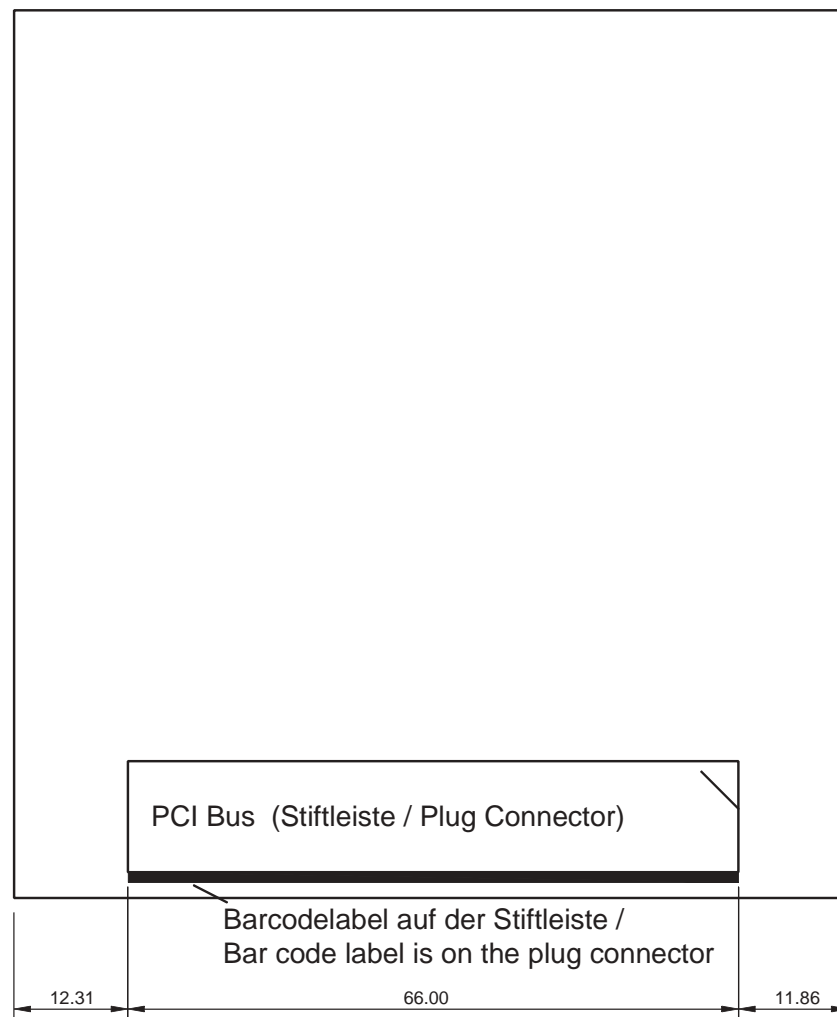 PCI Bus (Stiftleiste / Plug Connector)
Barcodelabel auf der Stiftleiste /
Bar code label is on the plug connector
12.31 66.00 11.86